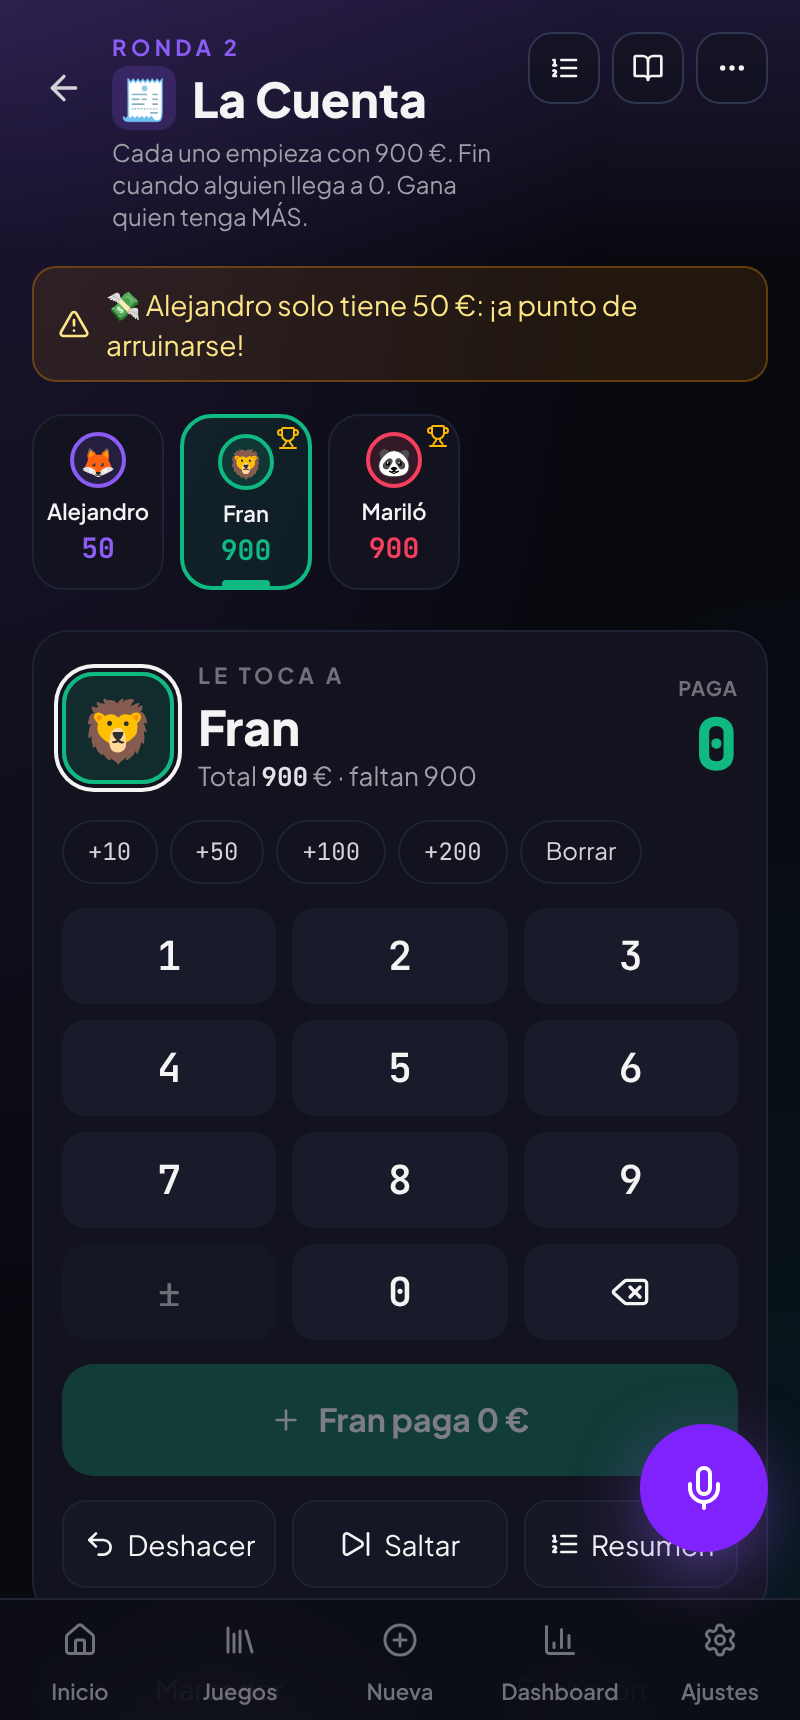 RONDA 2
La Cuenta
Cada uno empieza con 900 €. Fin
cuando alguien llega a 0. Gana
quien tenga MÁS.
💸 Alejandro solo tiene 50 €: ¡a punto de
arruinarse!
Alejandro
50
Fran
900
Mariló
900
LE TOCA A
Fran
Total 900 € · faltan 900
PAGA
0
+10
+50
+100
+200
Borrar
1
2
3
4
5
6
7
8
9
±
0
+ Fran paga 0 €
Deshacer
Saltar
Resumen
Inicio
Juegos
Nueva
Dashboard
Ajustes